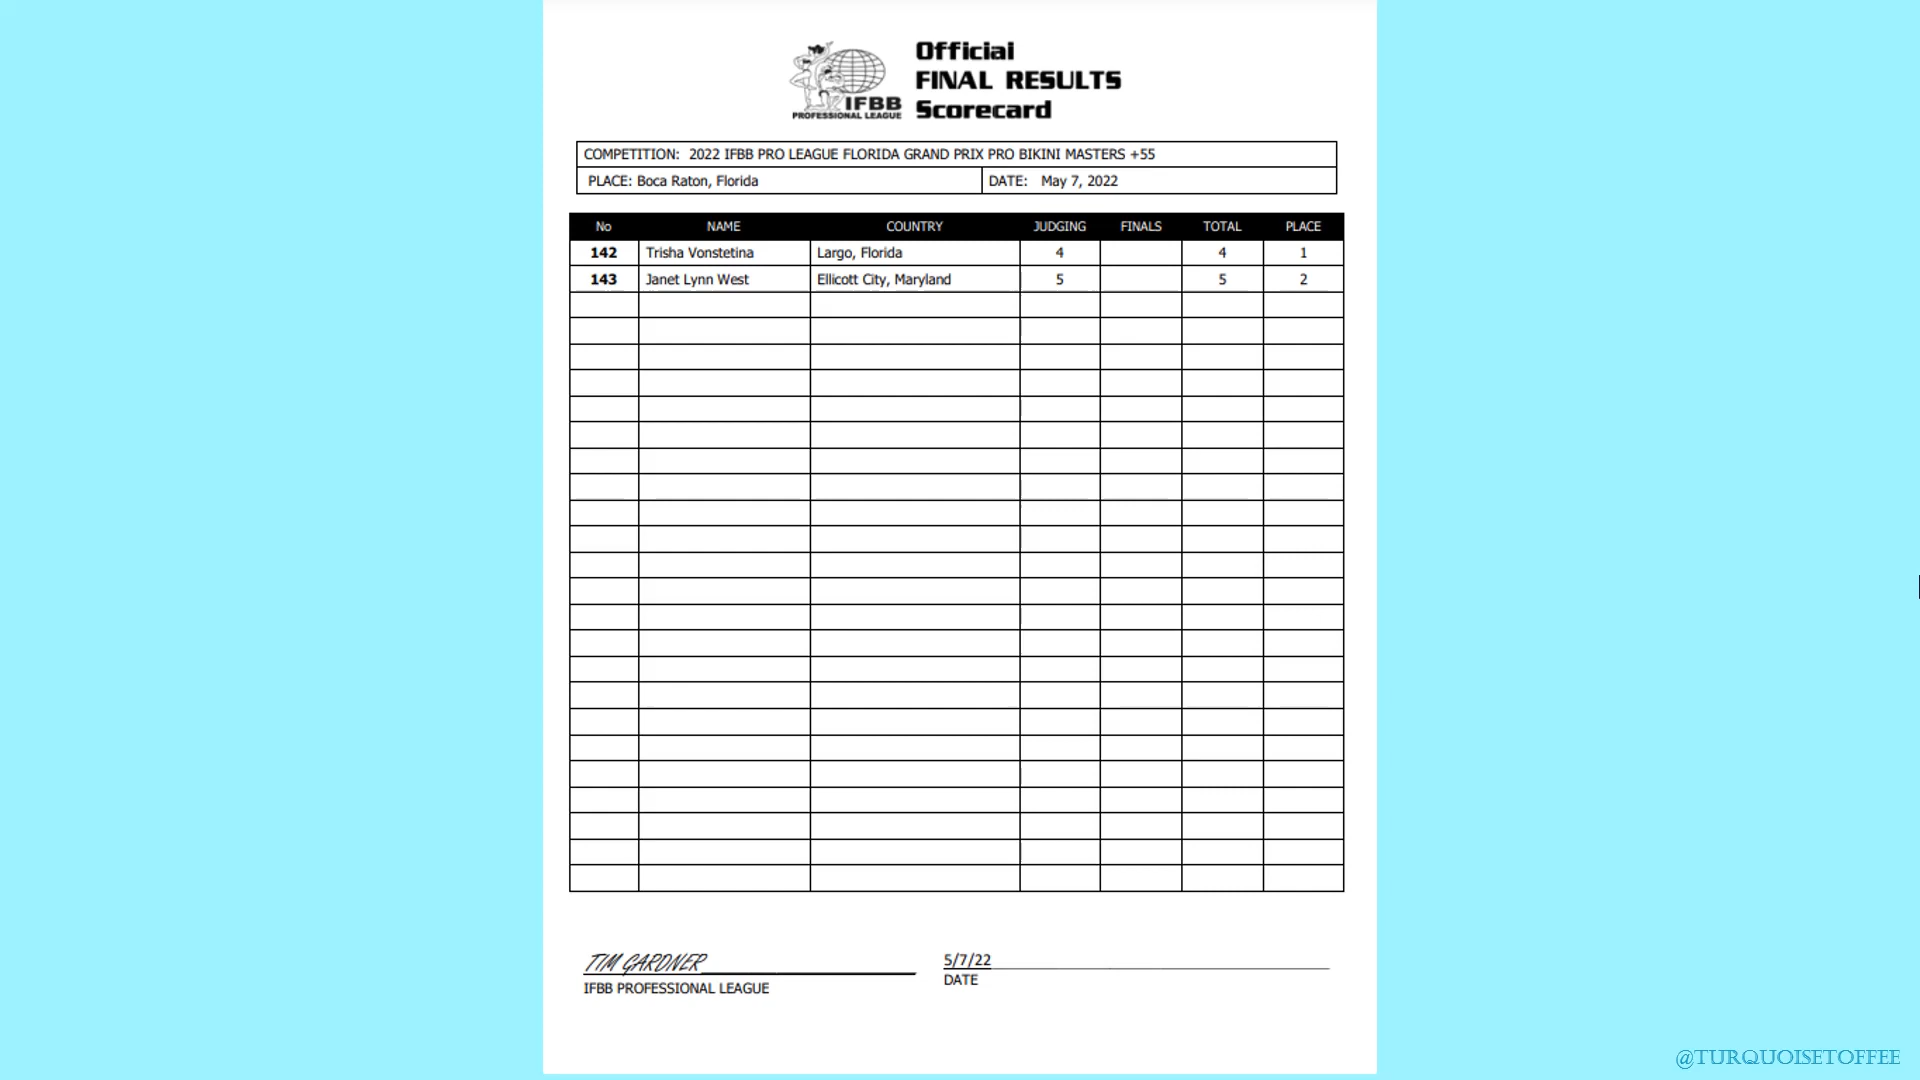 Official
FINAL RESULTS
Scorecard
IFBB
PROFESSIONAL LEAGUE
COMPETITION: 2022 IFBB PRO LEAGUE FLORIDA GRAND PRIX PRO BIKINI MASTERS +55
PLACE: Boca Raton, Florida DATE: May 7, 2022
No NAME COUNTRY JUDGING FINALS TOTAL PLACE
142 Trisha Vonstetina Largo, Florida 4 4 1
143 Janet Lynn West Ellicott City, Maryland 5 5 2
TIM GARDNER 5/7/22
IFBB PROFESSIONAL LEAGUE DATE
@TURQUOISETOFFEE